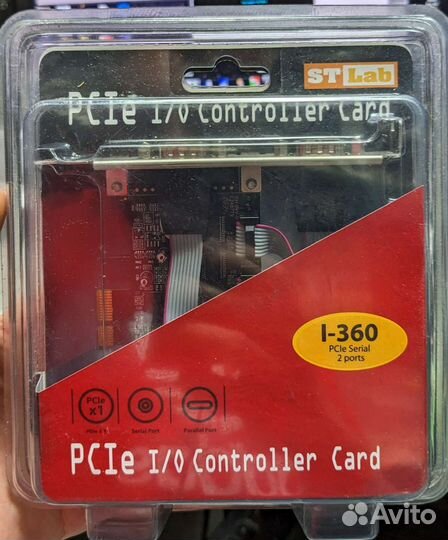 ST Lab
PCIe I/O Controller Card
I-360
PCIe Serial
2 ports
PCIe
x1
Serial Port
Parallel Port
PCIe I/O Controller Card
Avito